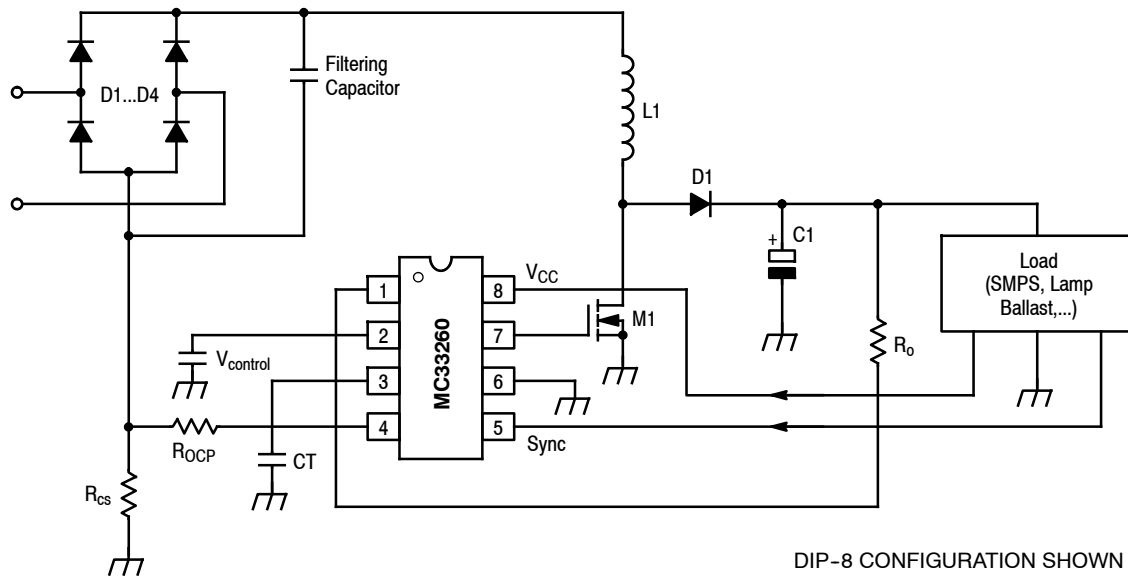 Filtering
Capacitor
D1...D4
L1
D1
+
C1
Load
(SMPS, Lamp
Ballast,...)
VCC
1
8
M1
2
7
Vcontrol
Ro
MC33260
3
6
4
5
Sync
ROCP
CT
Rcs
DIP-8 CONFIGURATION SHOWN